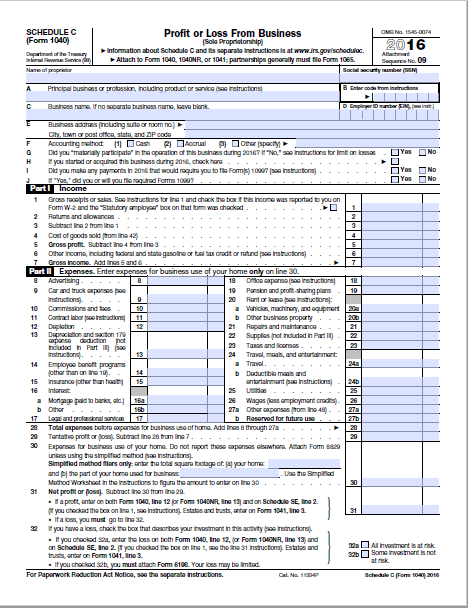 SCHEDULE C
(Form 1040)
Department of the Treasury
Internal Revenue Service (99)
Profit or Loss From Business
(Sole Proprietorship)
▶ Information about Schedule C and its separate instructions is at www.irs.gov/schedulec.
▶ Attach to Form 1040, 1040NR, or 1041; partnerships generally must file Form 1065.
OMB No. 1545-0074
2016
Attachment
Sequence No. 09
Name of proprietor
Social security number (SSN)
A Principal business or profession, including product or service (see instructions)
B Enter code from instructions
C Business name. If no separate business name, leave blank.
D Employer ID number (EIN), (see instr.)
E Business address (including suite or room no.) ▶
City, town or post office, state, and ZIP code
F Accounting method: (1) Cash (2) Accrual (3) Other (specify) ▶
G Did you "materially participate" in the operation of this business during 2016? If "No," see instructions for limit on losses Yes No
H If you started or acquired this business during 2016, check here ▶
I Did you make any payments in 2016 that would require you to file Form(s) 1099? (see instructions) Yes No
J If "Yes," did you or will you file required Forms 1099? Yes No
Part I Income
1 Gross receipts or sales. See instructions for line 1 and check the box if this income was reported to you on
Form W-2 and the "Statutory employee" box on that form was checked ▶ 1
2 Returns and allowances 2
3 Subtract line 2 from line 1 3
4 Cost of goods sold (from line 42) 4
5 Gross profit. Subtract line 4 from line 3 5
6 Other income, including federal and state gasoline or fuel tax credit or refund (see instructions) 6
7 Gross income. Add lines 5 and 6 ▶ 7
Part II Expenses. Enter expenses for business use of your home only on line 30.
8 Advertising 8
9 Car and truck expenses (see
instructions) 9
10 Commissions and fees 10
11 Contract labor (see instructions) 11
12 Depletion 12
13 Depreciation and section 179
expense deduction (not
included in Part III) (see
instructions) 13
14 Employee benefit programs
(other than on line 19) 14
15 Insurance (other than health) 15
16 Interest:
a Mortgage (paid to banks, etc.) 16a
b Other 16b
17 Legal and professional services 17
18 Office expense (see instructions) 18
19 Pension and profit-sharing plans 19
20 Rent or lease (see instructions):
a Vehicles, machinery, and equipment 20a
b Other business property 20b
21 Repairs and maintenance 21
22 Supplies (not included in Part III) 22
23 Taxes and licenses 23
24 Travel, meals, and entertainment:
a Travel 24a
b Deductible meals and
entertainment (see instructions) 24b
25 Utilities 25
26 Wages (less employment credits) 26
27a Other expenses (from line 48) 27a
b Reserved for future use 27b
28 Total expenses before expenses for business use of home. Add lines 8 through 27a ▶ 28
29 Tentative profit or (loss). Subtract line 28 from line 7 29
30 Expenses for business use of your home. Do not report these expenses elsewhere. Attach Form 8829
unless using the simplified method (see instructions).
Simplified method filers only: enter the total square footage of: (a) your home:
and (b) the part of your home used for business: . Use the Simplified
Method Worksheet in the instructions to figure the amount to enter on line 30 30
31 Net profit or (loss). Subtract line 30 from line 29.
• If a profit, enter on both Form 1040, line 12 (or Form 1040NR, line 13) and on Schedule SE, line 2.
(If you checked the box on line 1, see instructions). Estates and trusts, enter on Form 1041, line 3.
• If a loss, you must go to line 32. 31
32 If you have a loss, check the box that describes your investment in this activity (see instructions).
• If you checked 32a, enter the loss on both Form 1040, line 12, (or Form 1040NR, line 13) and
on Schedule SE, line 2. (If you checked the box on line 1, see the line 31 instructions). Estates and
trusts, enter on Form 1041, line 3.
• If you checked 32b, you must attach Form 6198. Your loss may be limited.
32a All investment is at risk.
32b Some investment is not
at risk.
For Paperwork Reduction Act Notice, see the separate instructions. Cat. No. 11334P Schedule C (Form 1040) 2016